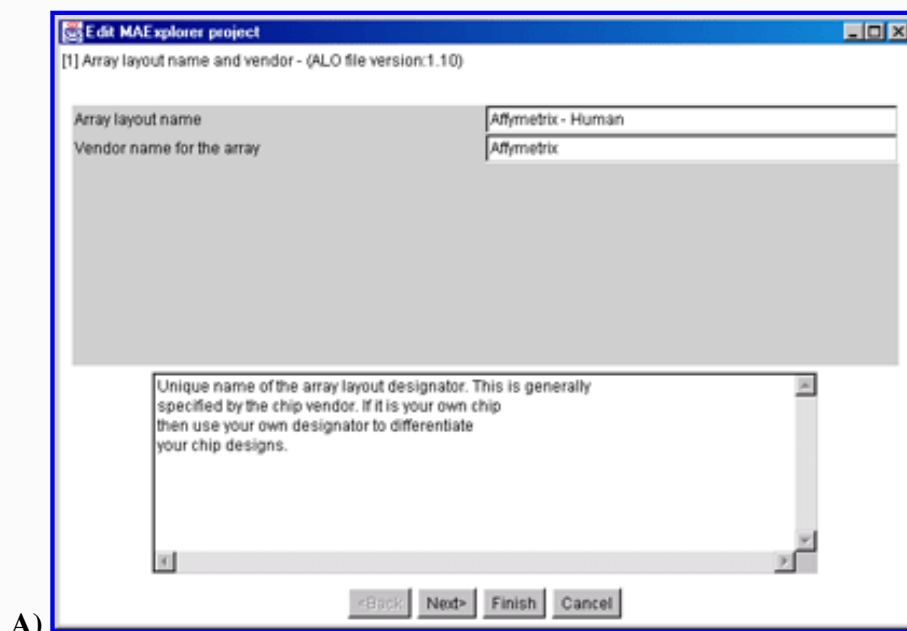 Edit MAExplorer project
[1] Array layout name and vendor - (ALO file version:1.10)
Array layout name
Affymetrix - Human
Vendor name for the array
Affymetrix
Unique name of the array layout designator. This is generally
specified by the chip vendor. If it is your own chip
then use your own designator to differentiate
your chip designs.
<Back Next> Finish Cancel
A)